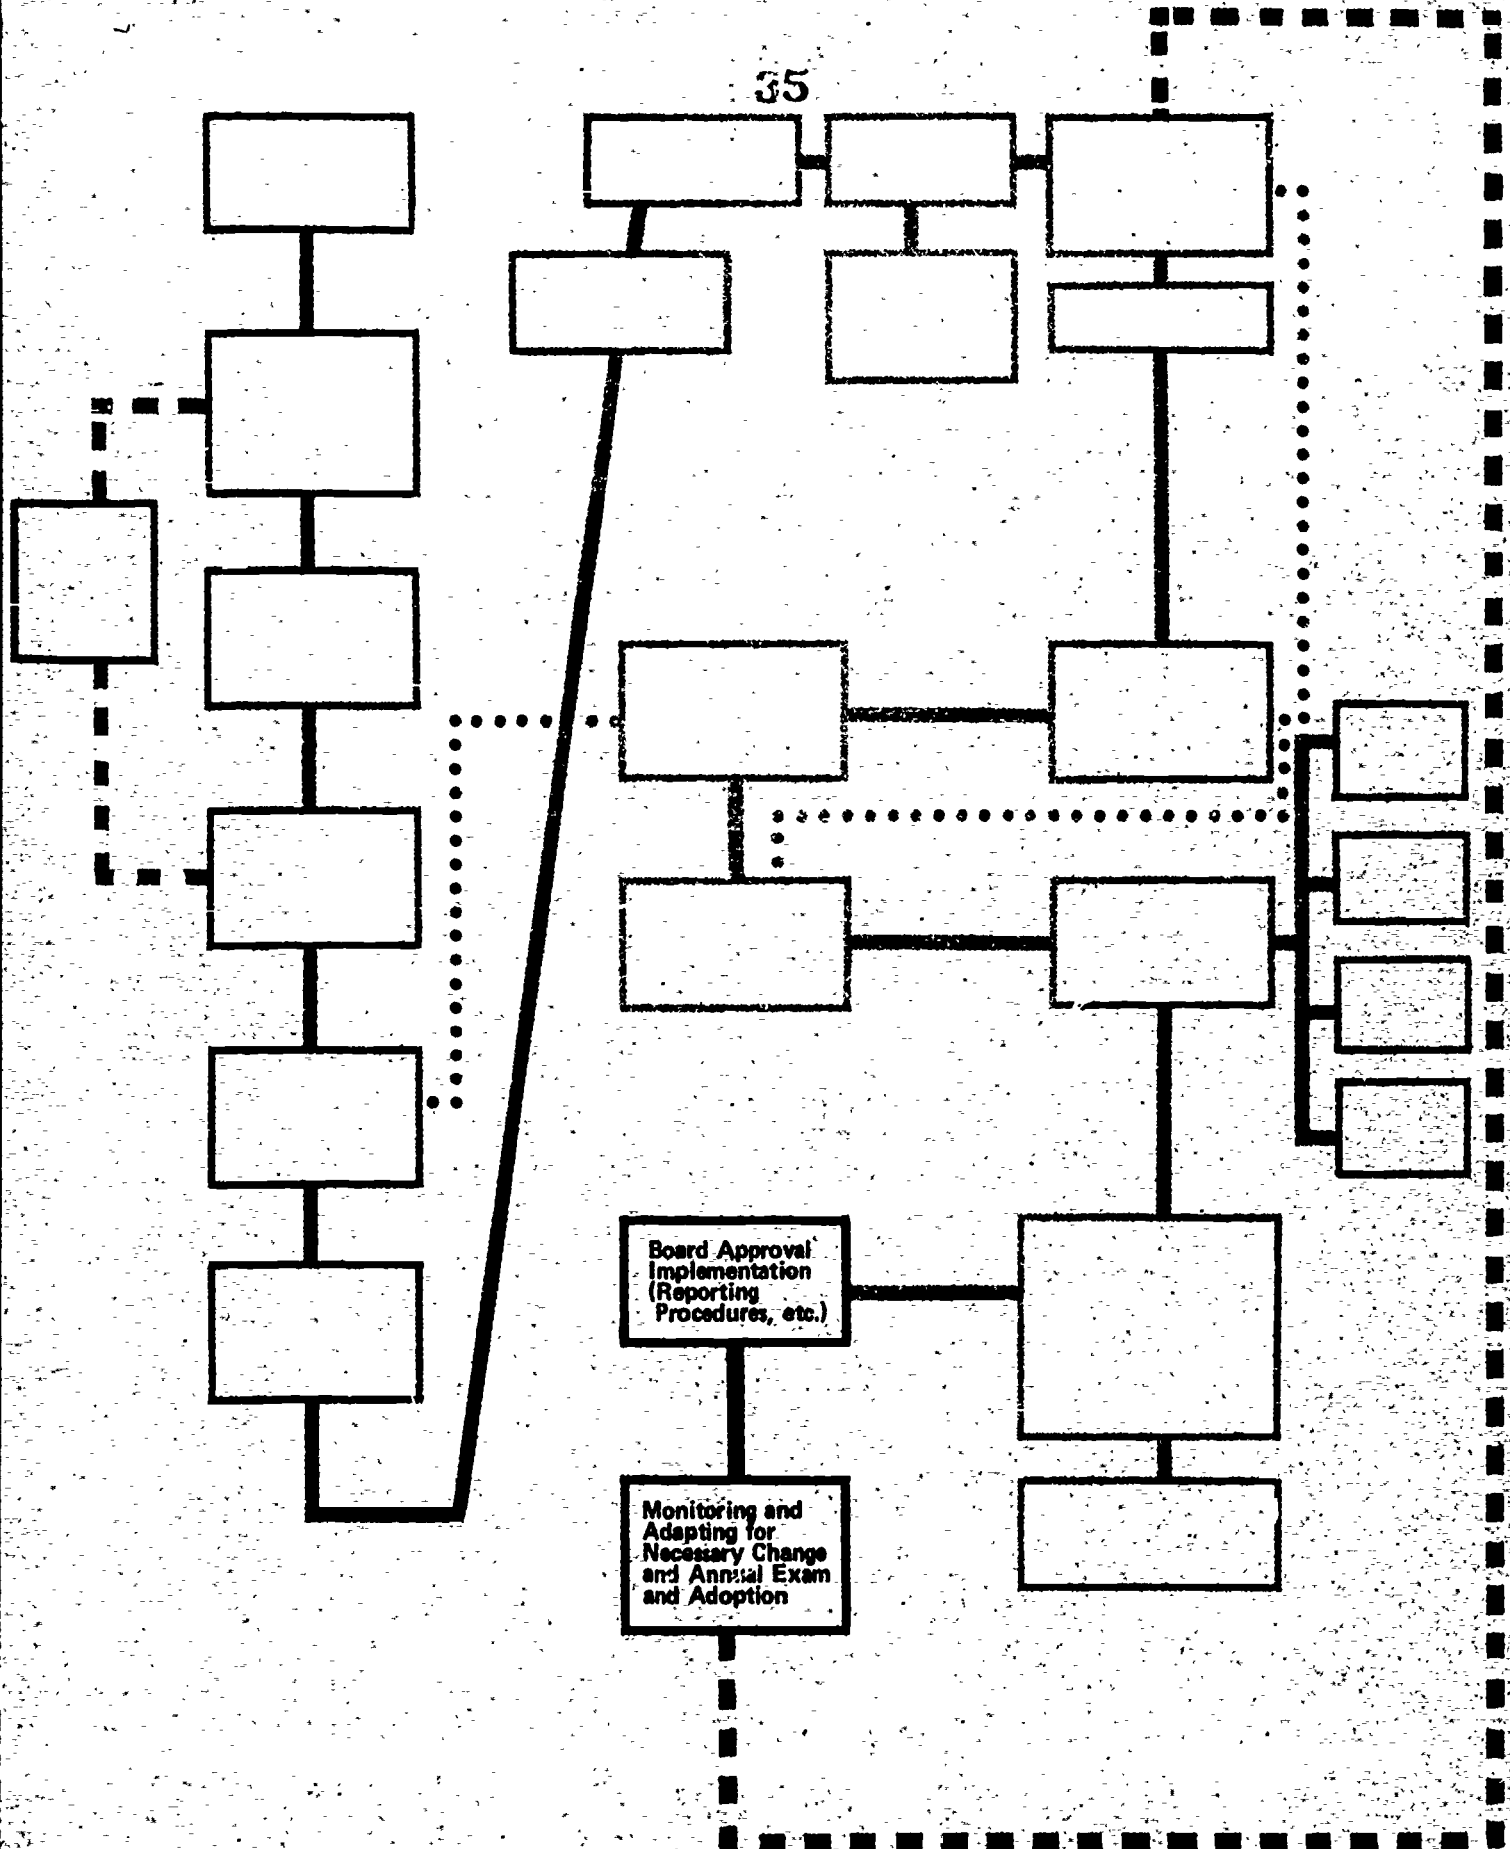 35
Board Approval
Implementation
(Reporting
Procedures, etc.)
Monitoring and
Adapting for
Necessary Change
and Annual Exam
and Adoption